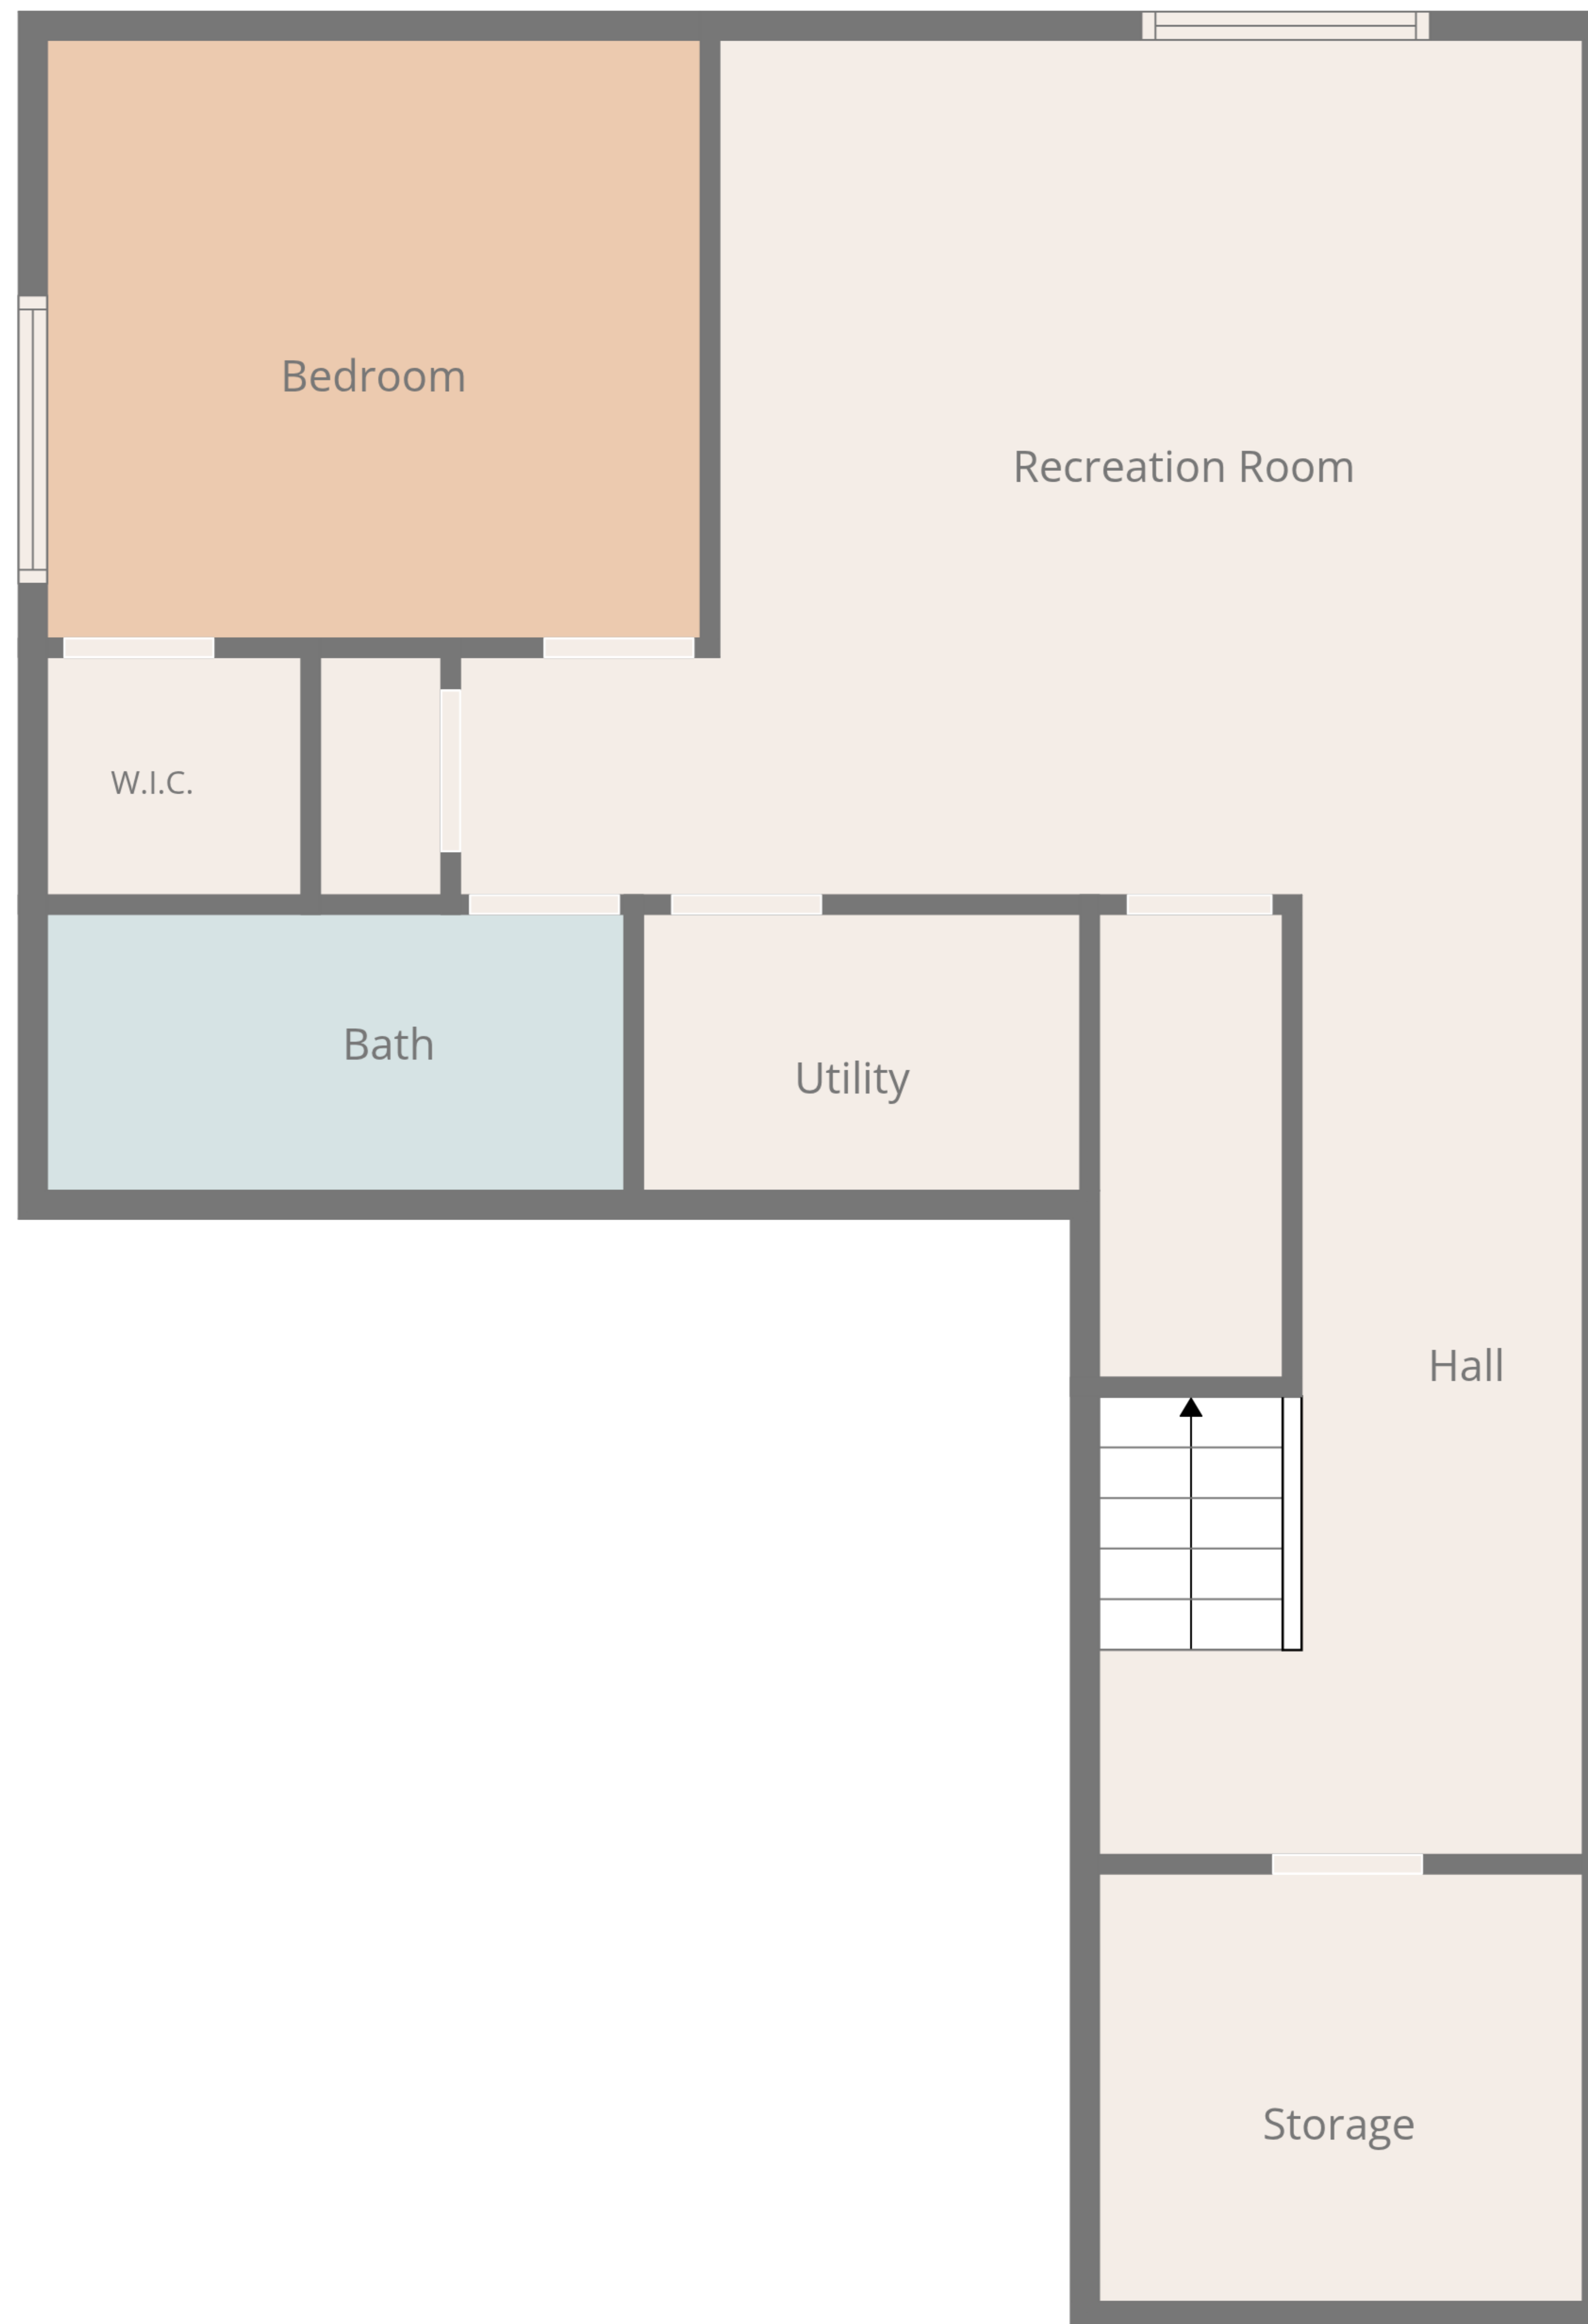 Bedroom
Recreation Room
W.I.C.
Bath
Utility
Hall
Storage